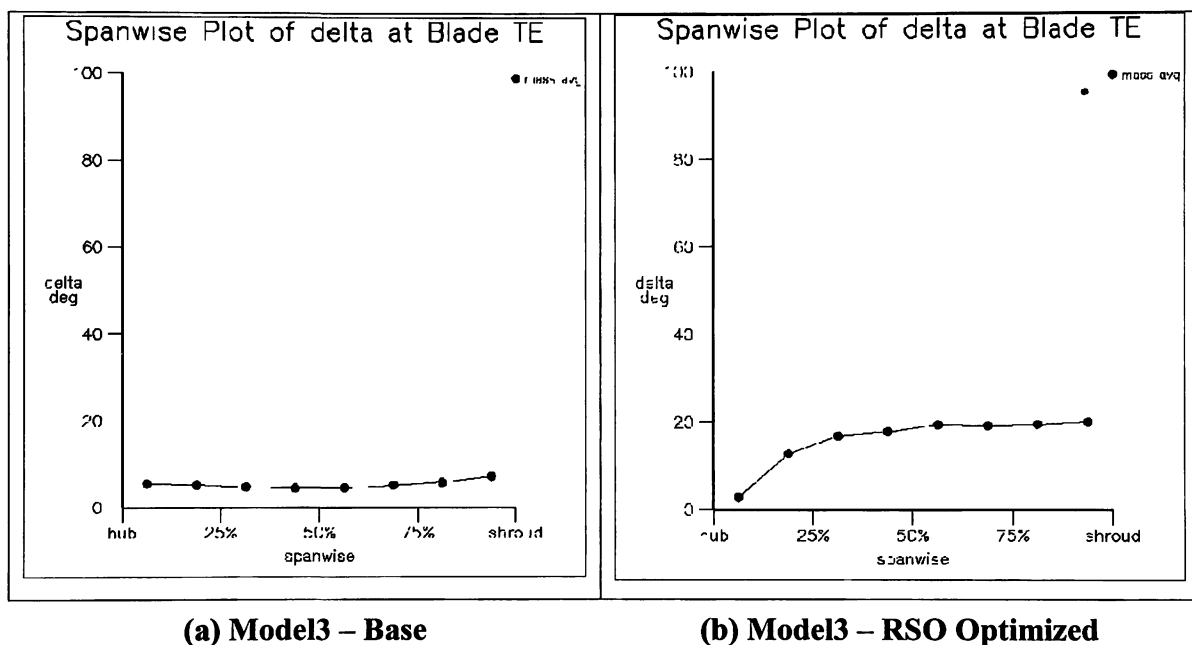 Spanwise Plot of delta at Blade TE
100
80
60
40
20
0
delta
deg
hub
25%
50%
75%
shroud
spanwise
Spanwise Plot of delta at Blade TE
100
mass avg
80
60
40
20
0
delta
deg
hub
25%
50%
75%
shroud
spanwise
(a) Model3 – Base
(b) Model3 – RSO Optimized